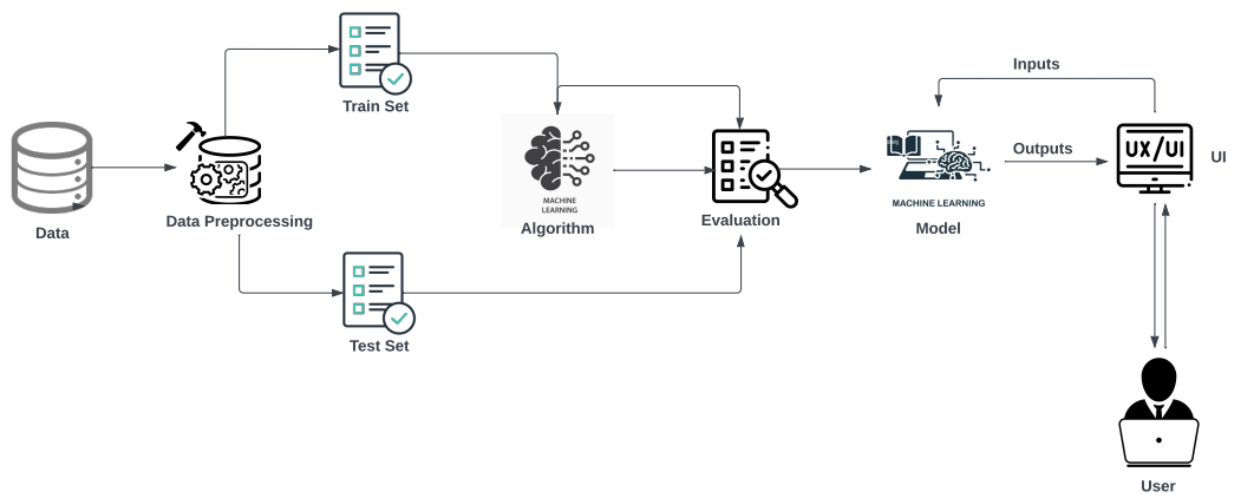 Train Set
Inputs
Data
Data Preprocessing
MACHINE
LEARNING
Algorithm
Evaluation
MACHINE LEARNING
Model
Outputs
UX/UI
UI
Test Set
User